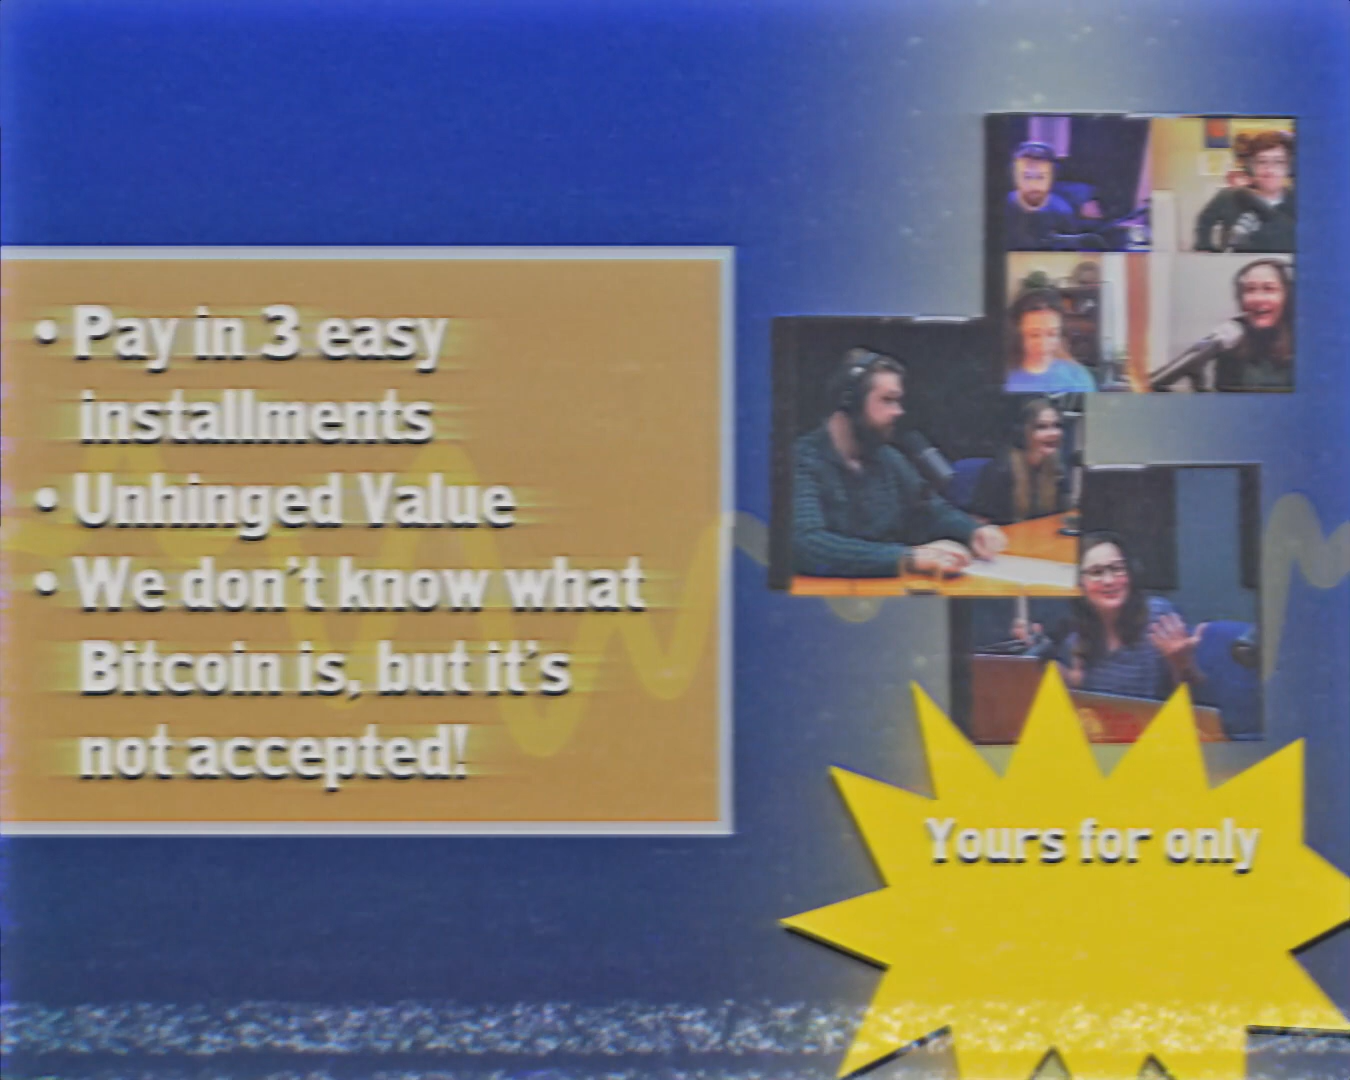 • Pay in 3 easy
installments
• Unhinged Value
• We don't know what
Bitcoin is, but it's
not accepted!
Yours for only